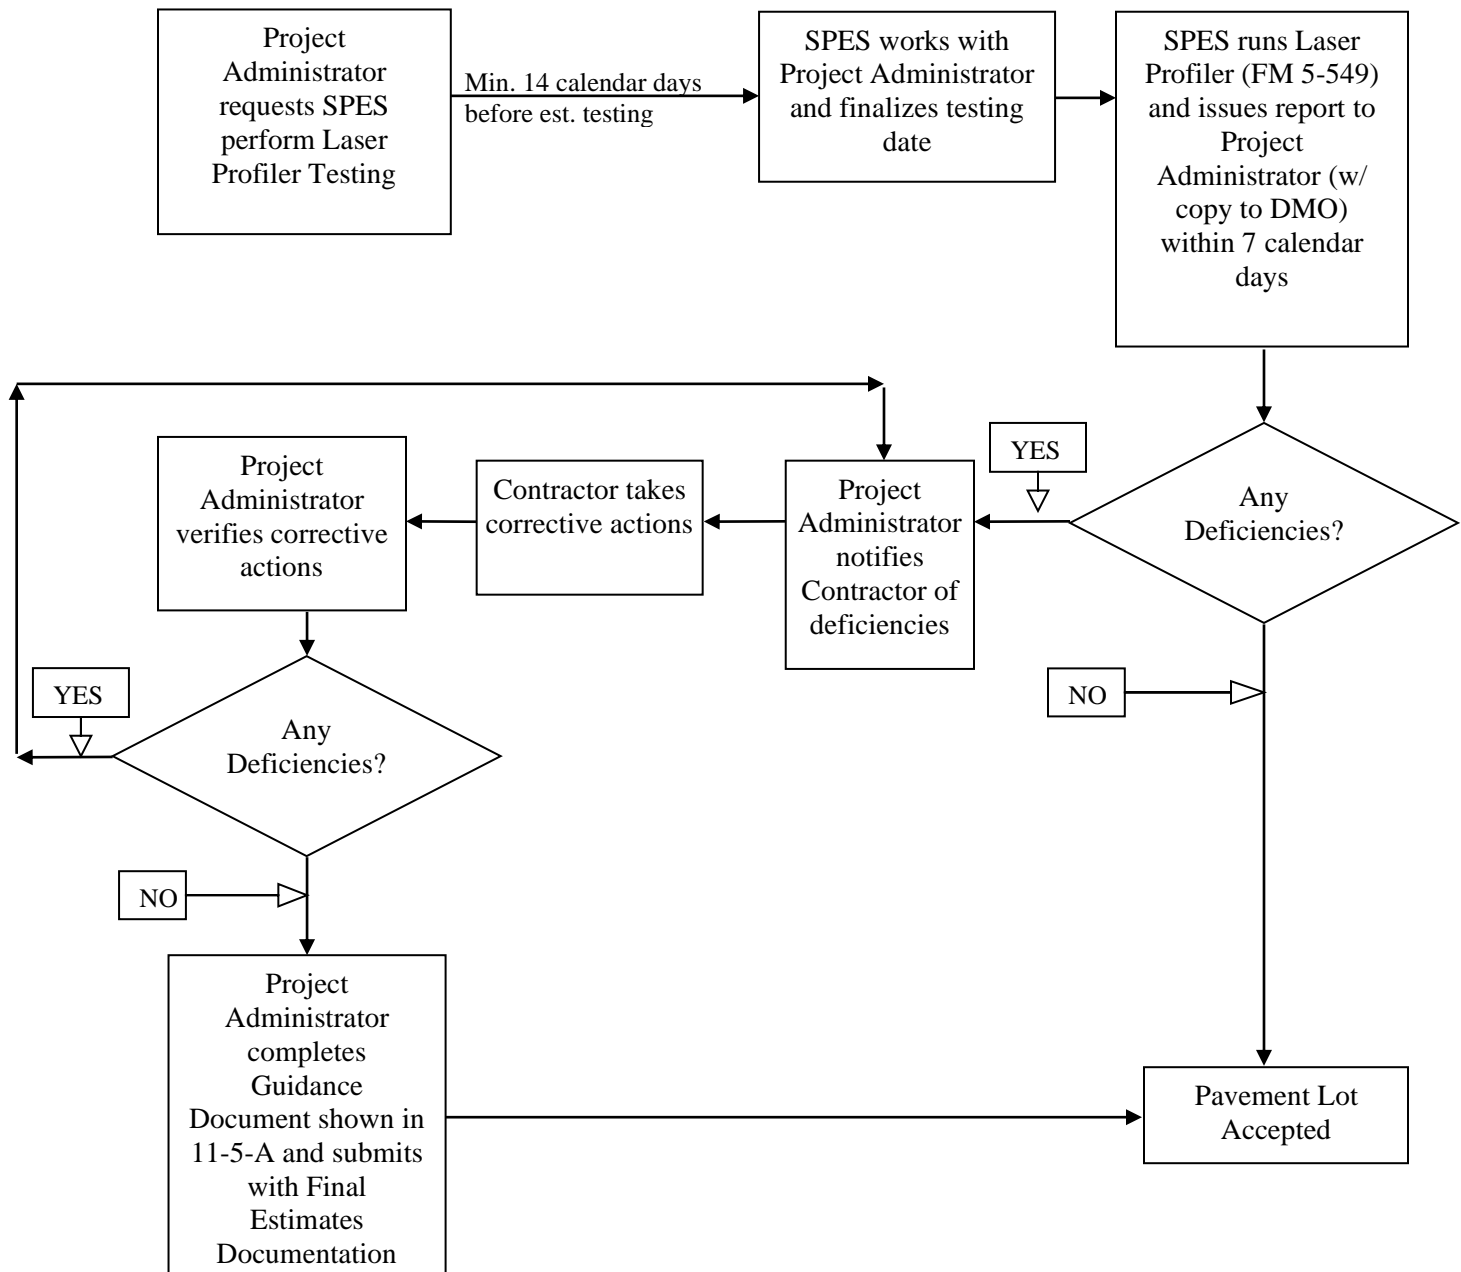 Project
Administrator
requests SPES
perform Laser
Profiler Testing
Min. 14 calendar days
before est. testing
SPES works with
Project Administrator
and finalizes testing
date
SPES runs Laser
Profiler (FM 5-549)
and issues report to
Project
Administrator (w/
copy to DMO)
within 7 calendar
days
Any
Deficiencies?
YES
Project
Administrator
notifies
Contractor of
deficiencies
Contractor takes
corrective actions
Project
Administrator
verifies corrective
actions
NO
YES
Any
Deficiencies?
NO
Project
Administrator
completes
Guidance
Document shown in
11-5-A and submits
with Final
Estimates
Documentation
Pavement Lot
Accepted